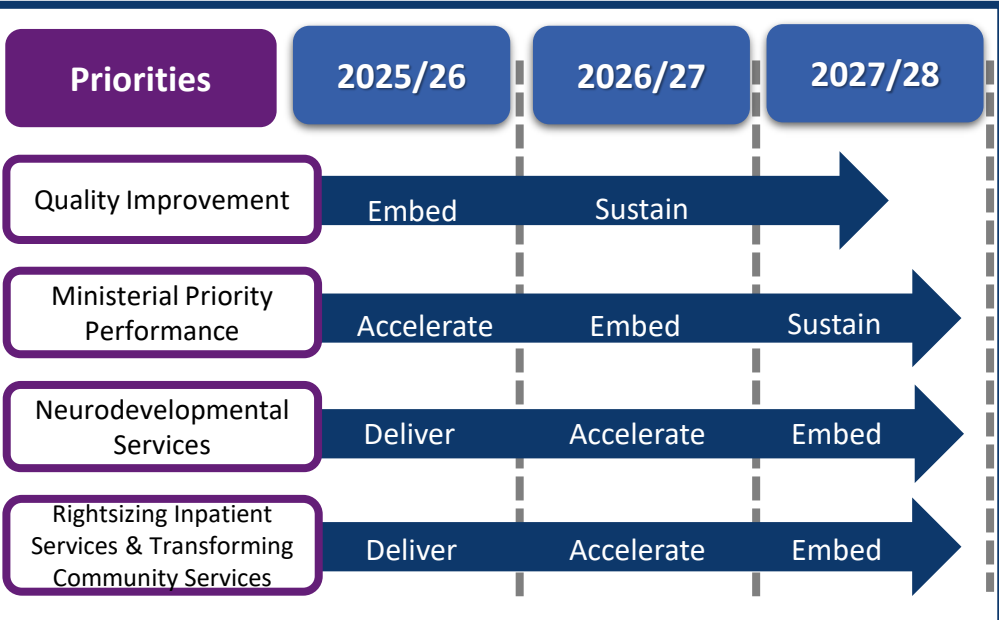 Priorities
2025/26
2026/27
2027/28
Quality Improvement
Embed
Sustain
Ministerial Priority
Performance
Accelerate
Embed
Sustain
Neurodevelopmental
Services
Deliver
Accelerate
Embed
Rightsizing Inpatient
Services & Transforming
Community Services
Deliver
Accelerate
Embed